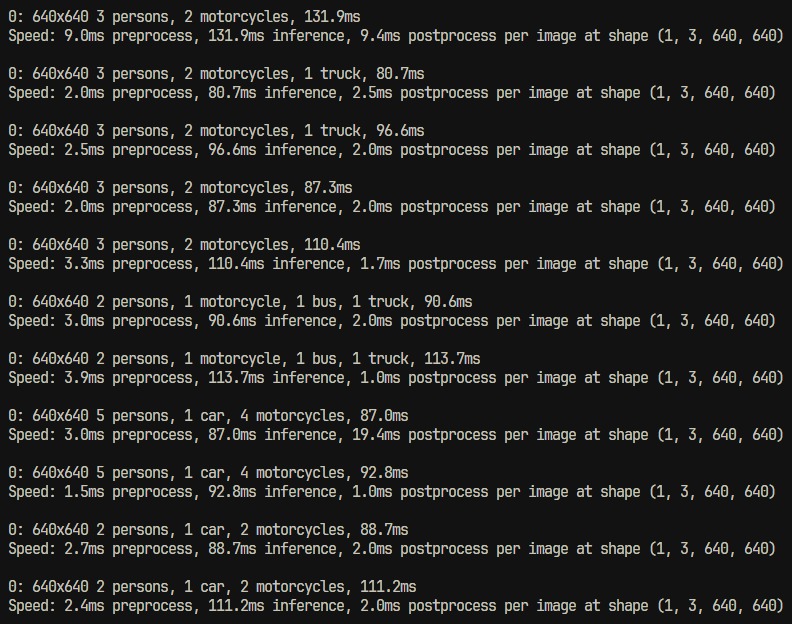 0: 640x640 3 persons, 2 motorcycles, 131.9ms
Speed: 9.0ms preprocess, 131.9ms inference, 9.4ms postprocess per image at shape (1, 3, 640, 640)
0: 640x640 3 persons, 2 motorcycles, 1 truck, 80.7ms
Speed: 2.0ms preprocess, 80.7ms inference, 2.5ms postprocess per image at shape (1, 3, 640, 640)
0: 640x640 3 persons, 2 motorcycles, 1 truck, 96.6ms
Speed: 2.5ms preprocess, 96.6ms inference, 2.0ms postprocess per image at shape (1, 3, 640, 640)
0: 640x640 3 persons, 2 motorcycles, 87.3ms
Speed: 2.0ms preprocess, 87.3ms inference, 2.0ms postprocess per image at shape (1, 3, 640, 640)
0: 640x640 3 persons, 2 motorcycles, 110.4ms
Speed: 3.3ms preprocess, 110.4ms inference, 1.7ms postprocess per image at shape (1, 3, 640, 640)
0: 640x640 2 persons, 1 motorcycle, 1 bus, 1 truck, 90.6ms
Speed: 3.0ms preprocess, 90.6ms inference, 2.0ms postprocess per image at shape (1, 3, 640, 640)
0: 640x640 2 persons, 1 motorcycle, 1 bus, 1 truck, 113.7ms
Speed: 3.9ms preprocess, 113.7ms inference, 1.0ms postprocess per image at shape (1, 3, 640, 640)
0: 640x640 5 persons, 1 car, 4 motorcycles, 87.0ms
Speed: 3.0ms preprocess, 87.0ms inference, 19.4ms postprocess per image at shape (1, 3, 640, 640)
0: 640x640 5 persons, 1 car, 4 motorcycles, 92.8ms
Speed: 1.5ms preprocess, 92.8ms inference, 1.0ms postprocess per image at shape (1, 3, 640, 640)
0: 640x640 2 persons, 1 car, 2 motorcycles, 88.7ms
Speed: 2.7ms preprocess, 88.7ms inference, 2.0ms postprocess per image at shape (1, 3, 640, 640)
0: 640x640 2 persons, 1 car, 2 motorcycles, 111.2ms
Speed: 2.4ms preprocess, 111.2ms inference, 2.0ms postprocess per image at shape (1, 3, 640, 640)